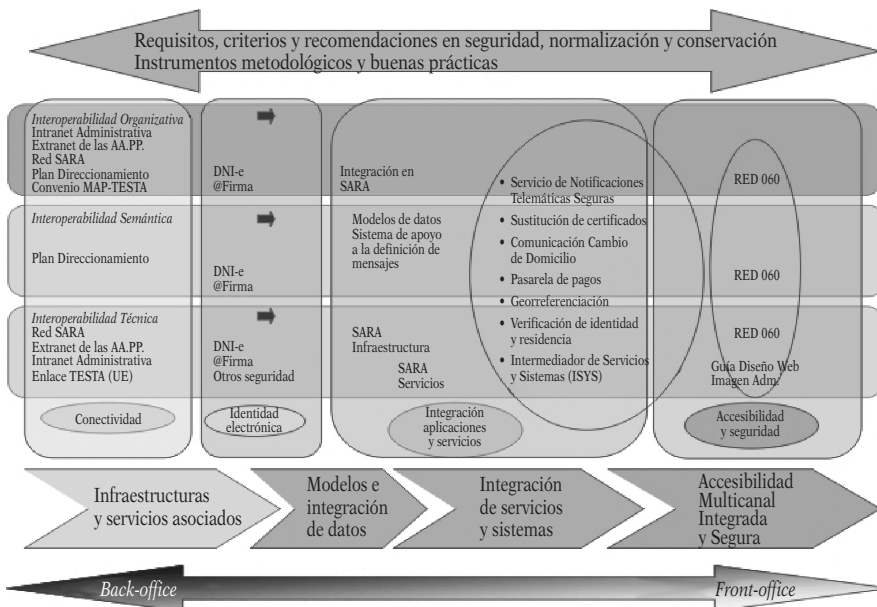 Requisitos, criterios y recomendaciones en seguridad, normalización y conservación
Instrumentos metodológicos y buenas prácticas
Interoperabilidad Organizativa
Intranet Administrativa
Extranet de las AA.PP.
Red SARA
Plan Direccionamiento
Convenio MAP-TESTA
DNI-e
@Firma
Integración en
SARA
RED 060
Interoperabilidad Semántica
Plan Direccionamiento
DNI-e
@Firma
Modelos de datos
Sistema de apoyo
a la definición de
mensajes
RED 060
Interoperabilidad Técnica
Red SARA
Extranet de las AA.PP.
Intranet Administrativa
Enlace TESTA (UE)
DNI-e
@Firma
Otros seguridad
SARA
Infraestructura
SARA
Servicios
• Servicio de Notificaciones
Telemáticas Seguras
• Sustitución de certificados
• Comunicación Cambio
de Domicilio
• Pasarela de pagos
• Georreferenciación
• Verificación de identidad
y residencia
• Intermediador de Servicios
y Sistemas (ISYS)
RED 060
Guía Diseño Web
Imagen Adm.
Conectividad
Identidad
electrónica
Integración
aplicaciones
y servicios
Accesibilidad
y seguridad
Infraestructuras
y servicios asociados
Modelos e
integración
de datos
Integración
de servicios
y sistemas
Accesibilidad
Multicanal
Integrada
y Segura
Back-office
Front-office